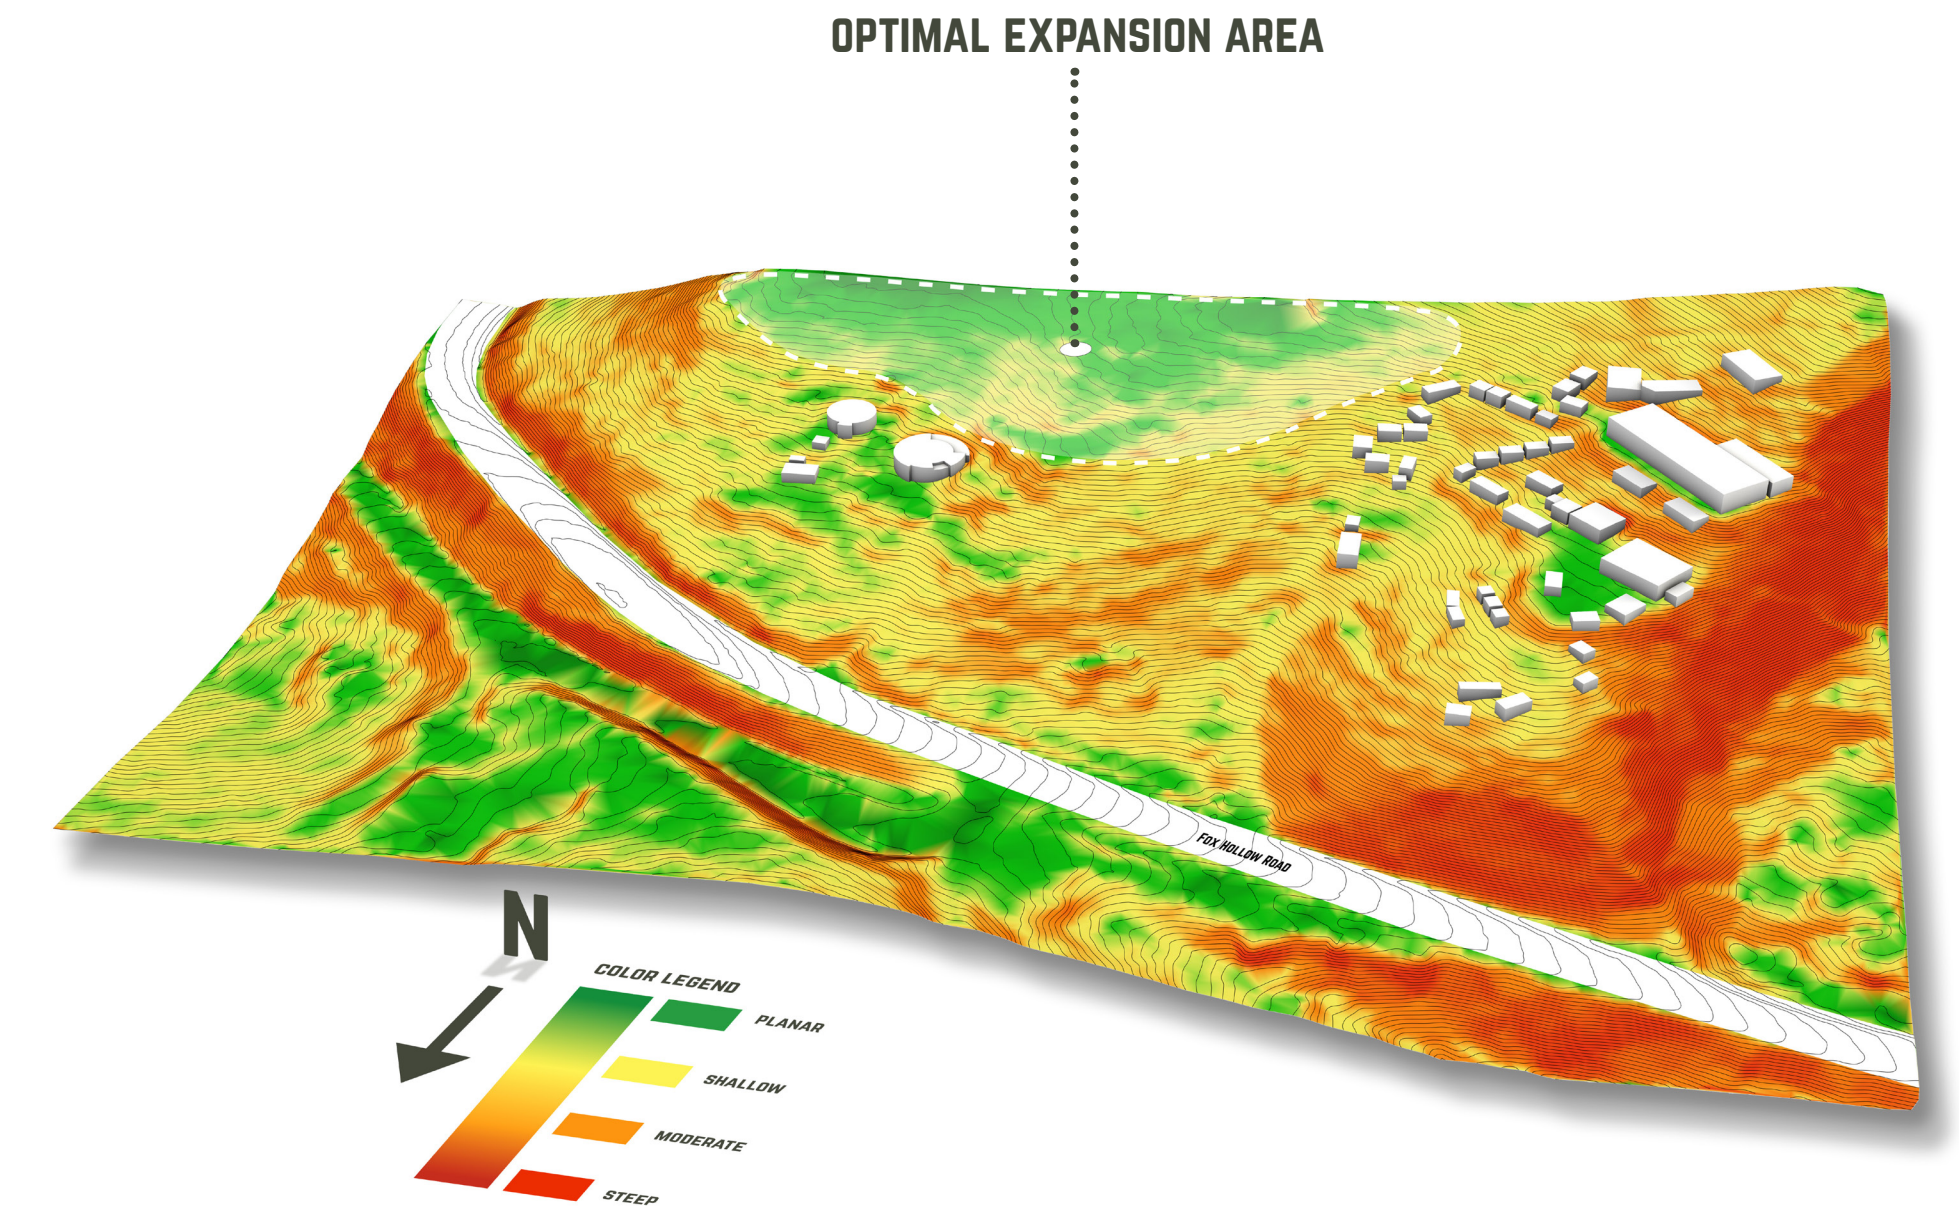 OPTIMAL EXPANSION AREA
FOX HOLLOW ROAD
N
COLOR LEGEND
PLANAR
SHALLOW
MODERATE
STEEP